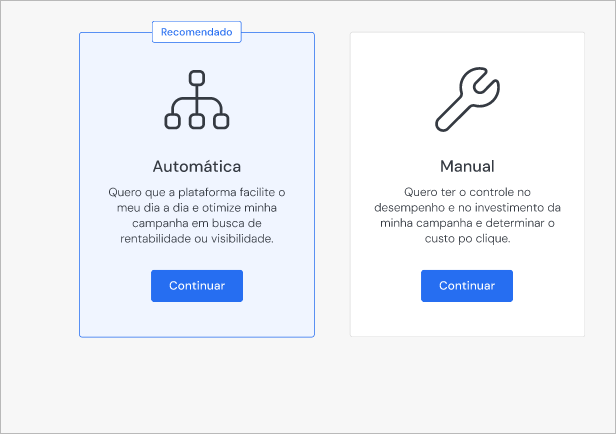 Recomendado
Automática
Quero que a plataforma facilite o
meu dia a dia e otimize minha
campanha em busca de
rentabilidade ou visibilidade.
Continuar
Manual
Quero ter o controle no
desempenho e no investimento da
minha campanha e determinar o
custo po clique.
Continuar